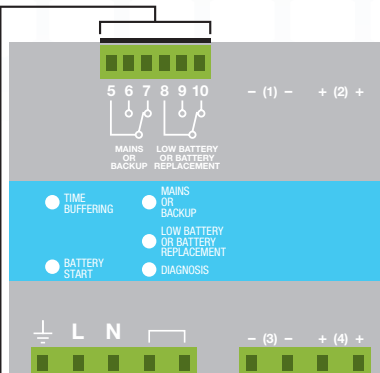 5 6 7 8 9 10
– (1) – + (2) +
MAINS
OR
BACKUP
LOW BATTERY
OR BATTERY
REPLACEMENT
TIME
BUFFERING
MAINS
OR
BACKUP
LOW BATTERY
OR BATTERY
REPLACEMENT
BATTERY
START
DIAGNOSIS
L N
– (3) – + (4) +